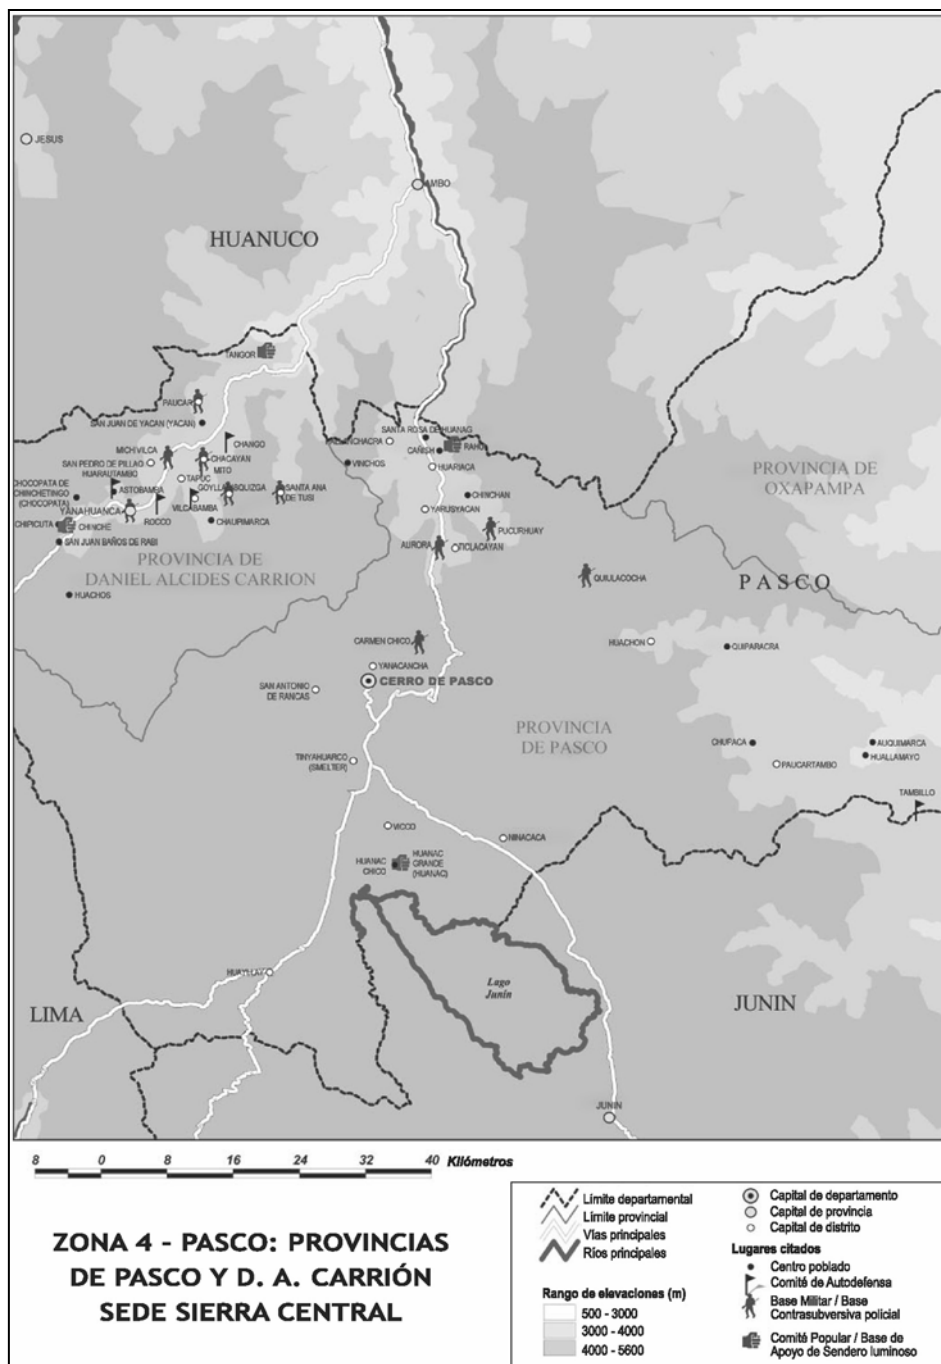 JESUS
AMBO
HUANUCO
TANGOR
PAUCAR
SAN JUAN DE YACAN (YACAN)
CHANGO
MICHIVILCA
CHACAYAN
SAN PEDRO DE PILLAO
MITO
HUARAUTAMBO
TAPUC
CHOCOPATA DE
CHINCHETINGO
(CHOCOPATA)
ASTOBAMBA
SANTA ANA
DE TUSI
YANAHUANCA
ROCCO
VILCABAMBA
CHAUPIMARCA
CHIPICUTA
CHINCHE
SAN JUAN BAÑOS DE RABI
HUACHOS
PROVINCIA DE
DANIEL ALCIDES CARRION
SANTA ROSA DE HUANAG
VINCHOS
HUARIACA
CHINCHAN
YARUSYACAN
PUCURHUAY
AURORA
TICLACAYAN
QUIULACOCHA
PROVINCIA DE
OXAPAMPA
PASCO
HUACHON
QUIPARACRA
CARMEN CHICO
YANACANCHA
CERRO DE PASCO
SAN ANTONIO
DE RANCAS
PROVINCIA
DE PASCO
TINYAHUARCO
(SMELTER)
CHUPACA
AUQUIMARCA
HUALLAMAYO
PAUCARTAMBO
TAMBILLO
VICCO
NINACACA
HUANAC
CHICO
HUANAC
GRANDE
(HUANAC)
HUAYLLAY
Lago
Junín
LIMA
JUNIN
JUNIN
8 0 8 16 24 32 40 Kilómetros
ZONA 4 - PASCO: PROVINCIAS
DE PASCO Y D. A. CARRIÓN
SEDE SIERRA CENTRAL
Límite departamental
Límite provincial
Vías principales
Ríos principales
Rango de elevaciones (m)
500 - 3000
3000 - 4000
4000 - 5600
Capital de departamento
Capital de provincia
Capital de distrito
Lugares citados
Centro poblado
Comité de Autodefensa
Base Militar / Base
Contrasubversiva policial
Comité Popular / Base de
Apoyo de Sendero luminoso